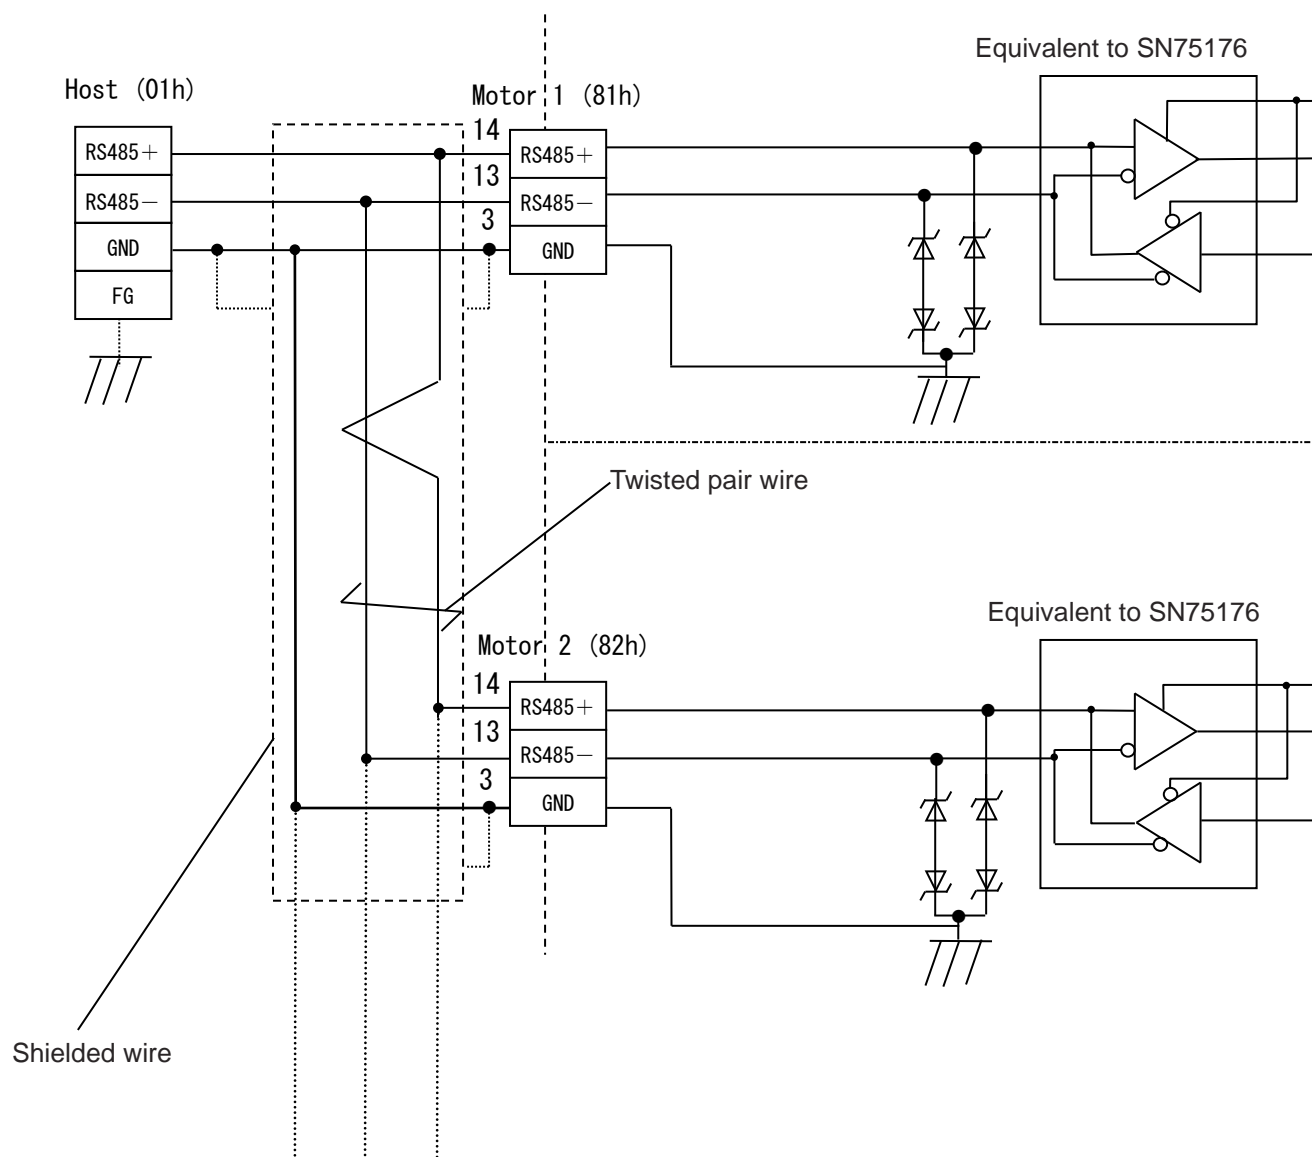 Equivalent to SN75176
Host (01h)
Motor 1 (81h)
RS485＋
RS485－
GND
FG
14
13
3
RS485＋
RS485－
GND
Twisted pair wire
Equivalent to SN75176
Motor 2 (82h)
14
13
3
RS485＋
RS485－
GND
Shielded wire